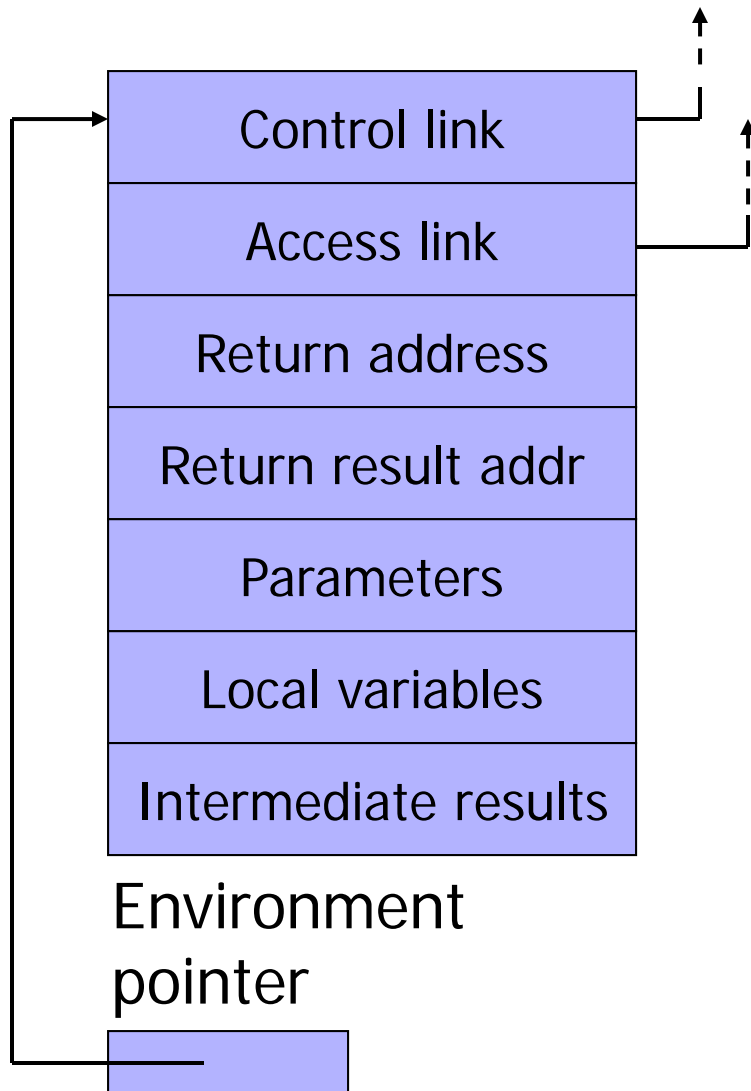 Control link
Access link
Return address
Return result addr
Parameters
Local variables
Intermediate results
Environment
pointer